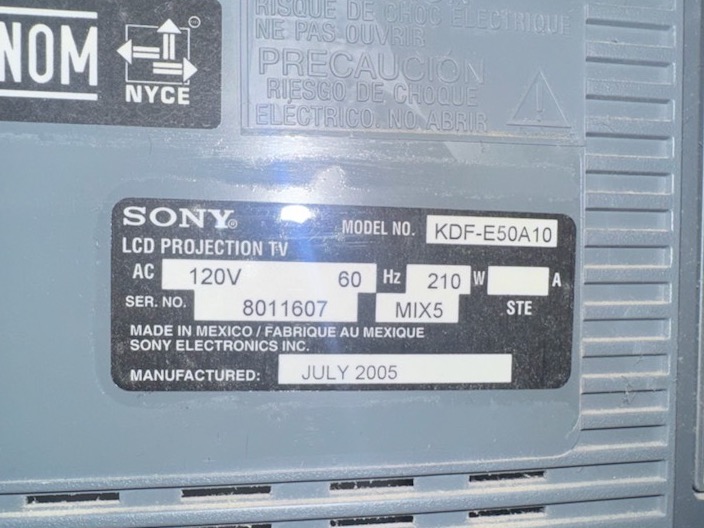 RISQUE DE CHOC ELECTRIQUE
NE PAS OUVRIR
PRECAUCIÓN
RIESGO DE CHOQUE
ELÉCTRICO. NO ABRIR
NOM
NYCE
SONY®
MODEL NO. KDF-E50A10
LCD PROJECTION TV
AC 120V 60 Hz 210 W A
SER. NO. 8011607 MIX5 STE
MADE IN MEXICO / FABRIQUE AU MEXIQUE
SONY ELECTRONICS INC.
MANUFACTURED: JULY 2005